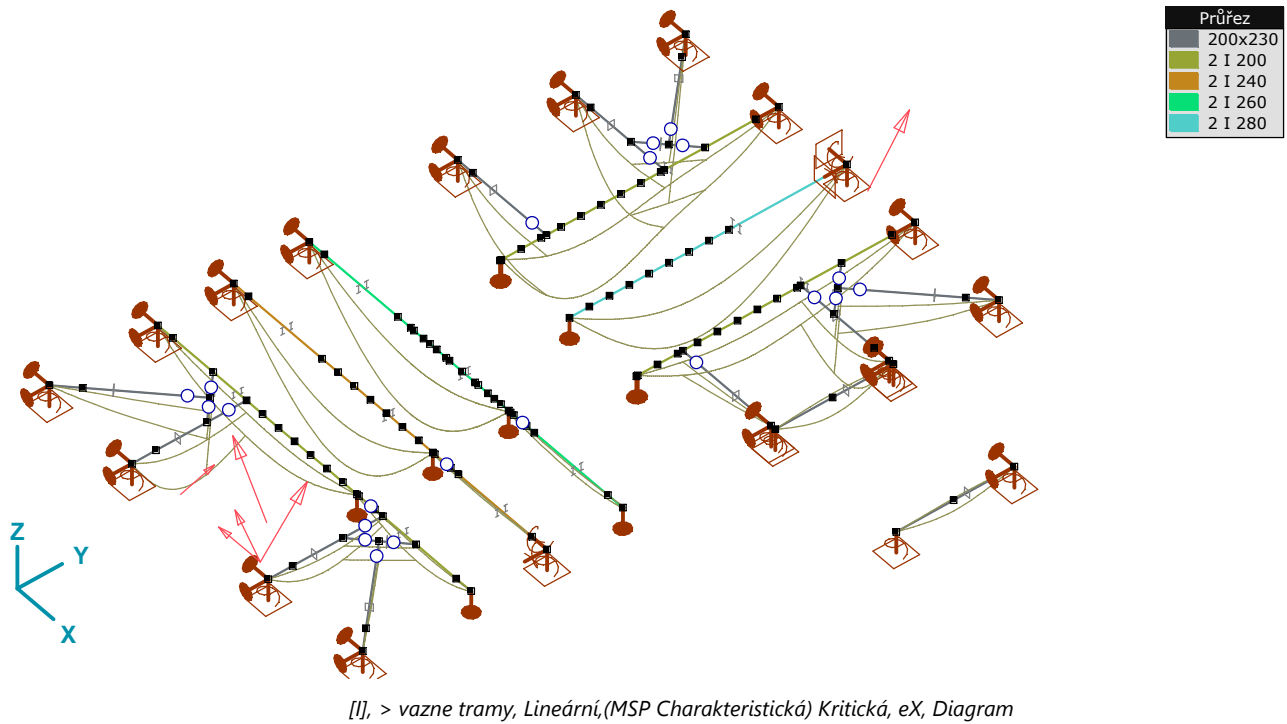 Průřez
200x230
2 I 200
2 I 240
2 I 260
2 I 280
Z
Y
X
[I], > vazne tramy, Lineární,(MSP Charakteristická) Kritická, eX, Diagram